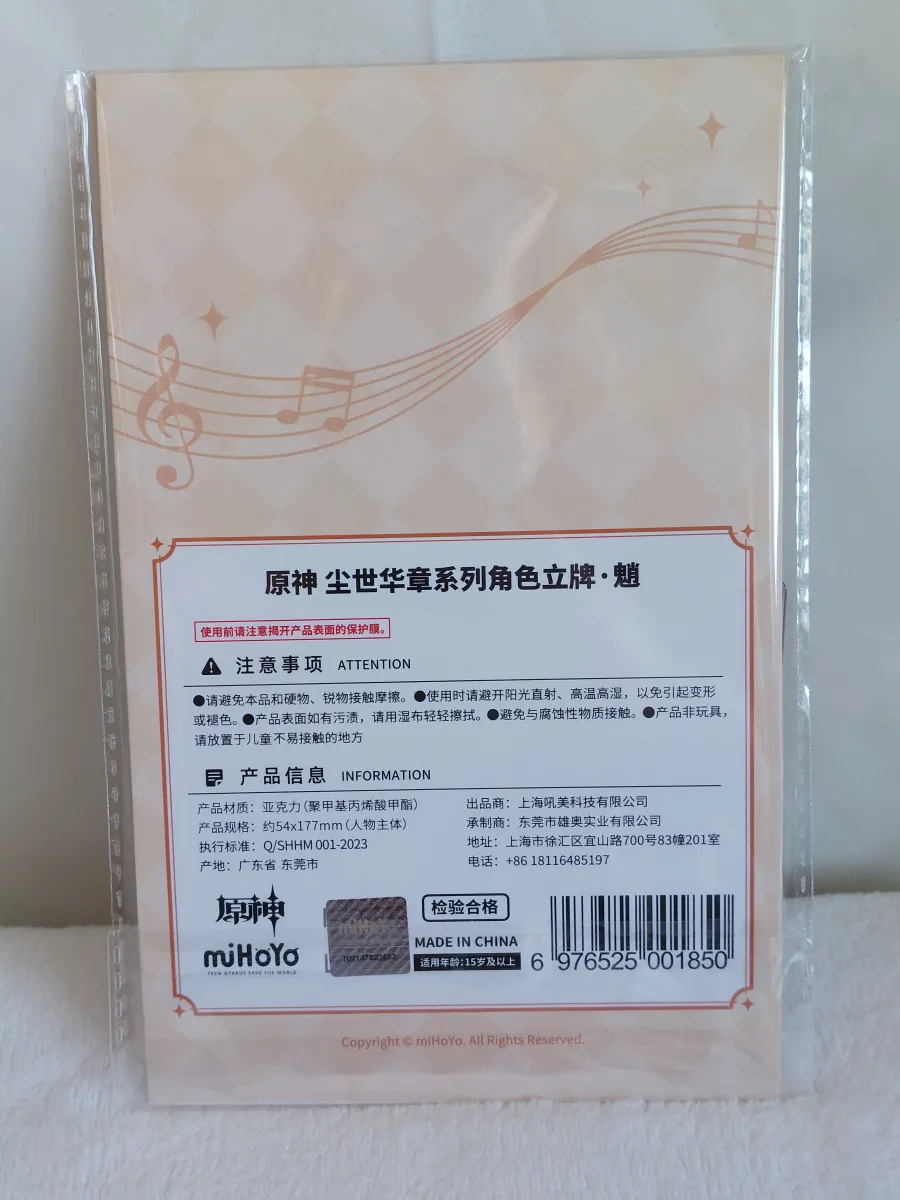 原神 尘世华章系列角色立牌·魈
使用前请注意揭开产品表面的保护膜。
注意事项 ATTENTION
●请避免本品和硬物、锐物接触摩擦。●使用时请避开阳光直射、高温高湿，以免引起变形
或褪色。●产品表面如有污渍，请用湿布轻轻擦拭。●避免与腐蚀性物质接触。●产品非玩具，
请放置于儿童不易接触的地方
产品信息 INFORMATION
产品材质：亚克力（聚甲基丙烯酸甲酯）
产品规格：约54x177mm（人物主体）
执行标准：Q/SHHM 001-2023
产地：广东省 东莞市
出品商：上海吼美科技有限公司
承制商：东莞市雄奥实业有限公司
地址：上海市徐汇区宜山路700号83幢201室
电话：+86 18116485197
原神
miHoYo
TECH OTAKUS SAVE THE WORLD
miHoYo
检验合格
MADE IN CHINA
适用年龄：15岁及以上
6 976525 001850
Copyright © miHoYo. All Rights Reserved.